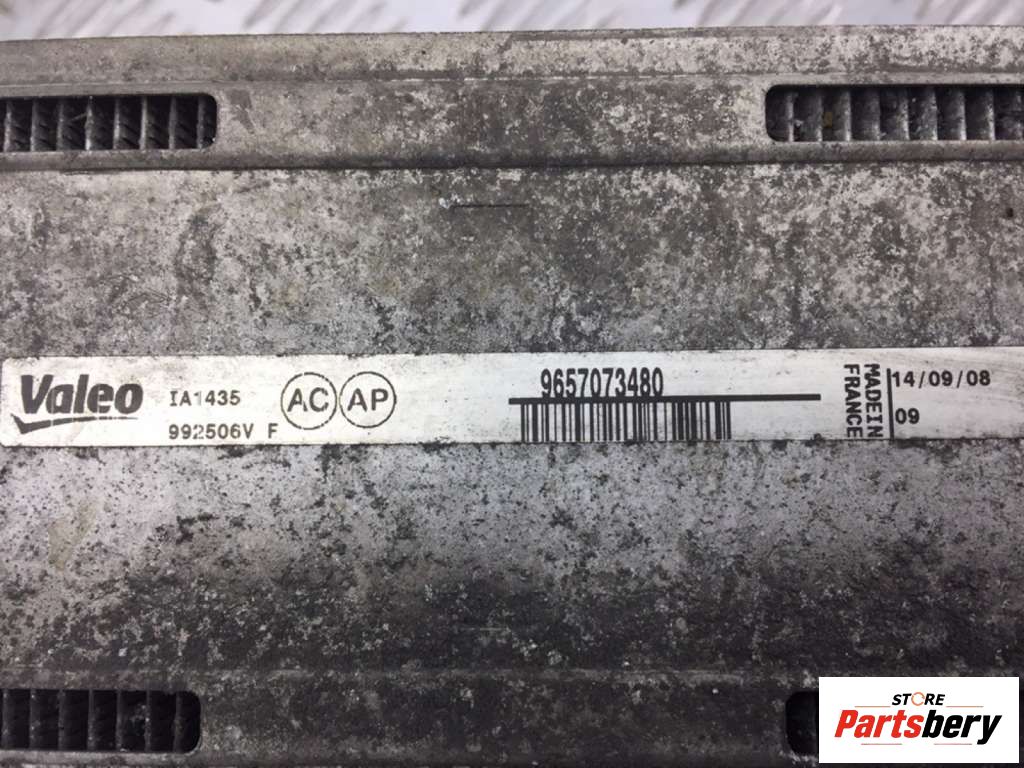 Valeo
IA1435
992506V F
AC
AP
9657073480
MADE IN
FRANCE
14/09/08
09
STORE
Partsbery